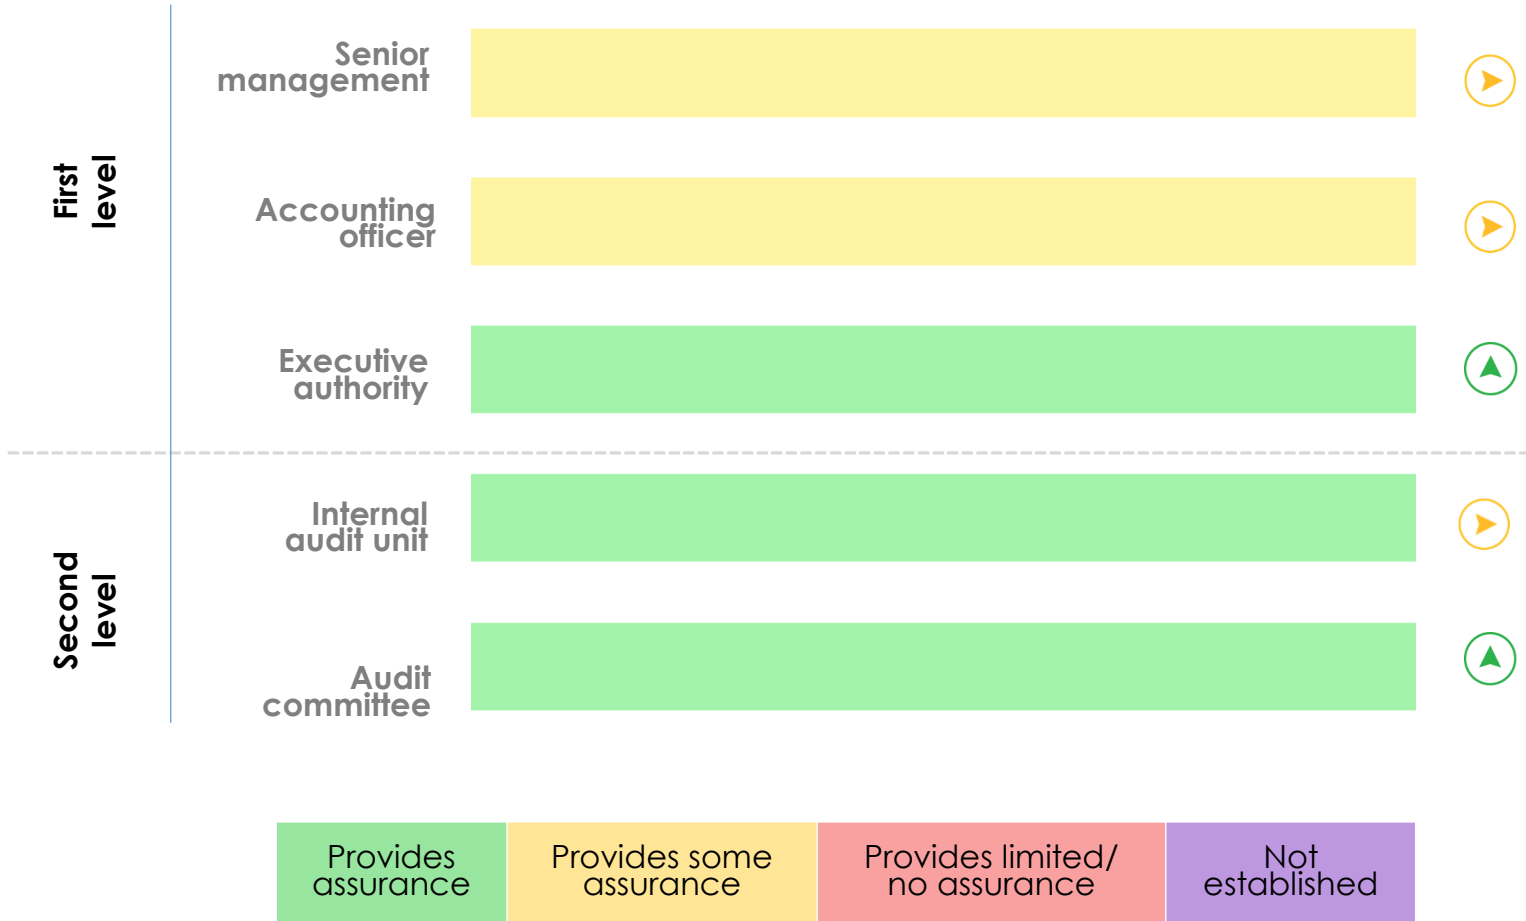 First
level
Senior
management
Accounting
officer
Executive
authority
Second
level
Internal
audit unit
Audit
committee
Provides
assurance
Provides some
assurance
Provides limited/
no assurance
Not
established